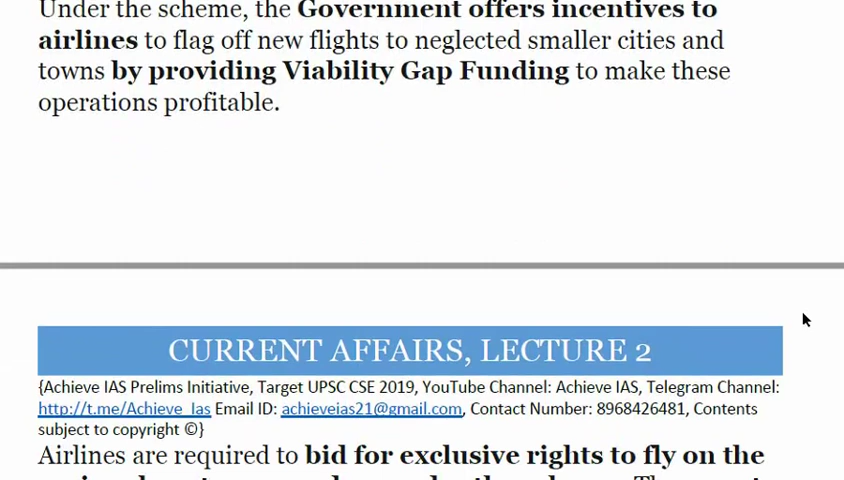 Under the scheme, the Government offers incentives to
airlines to flag off new flights to neglected smaller cities and
towns by providing Viability Gap Funding to make these
operations profitable.
CURRENT AFFAIRS, LECTURE 2
{Achieve IAS Prelims Initiative, Target UPSC CSE 2019, YouTube Channel: Achieve IAS, Telegram Channel:
http://t.me/Achieve_Ias Email ID: achieveias21@gmail.com, Contact Number: 8968426481, Contents
subject to copyright ©}
Airlines are required to bid for exclusive rights to fly on the